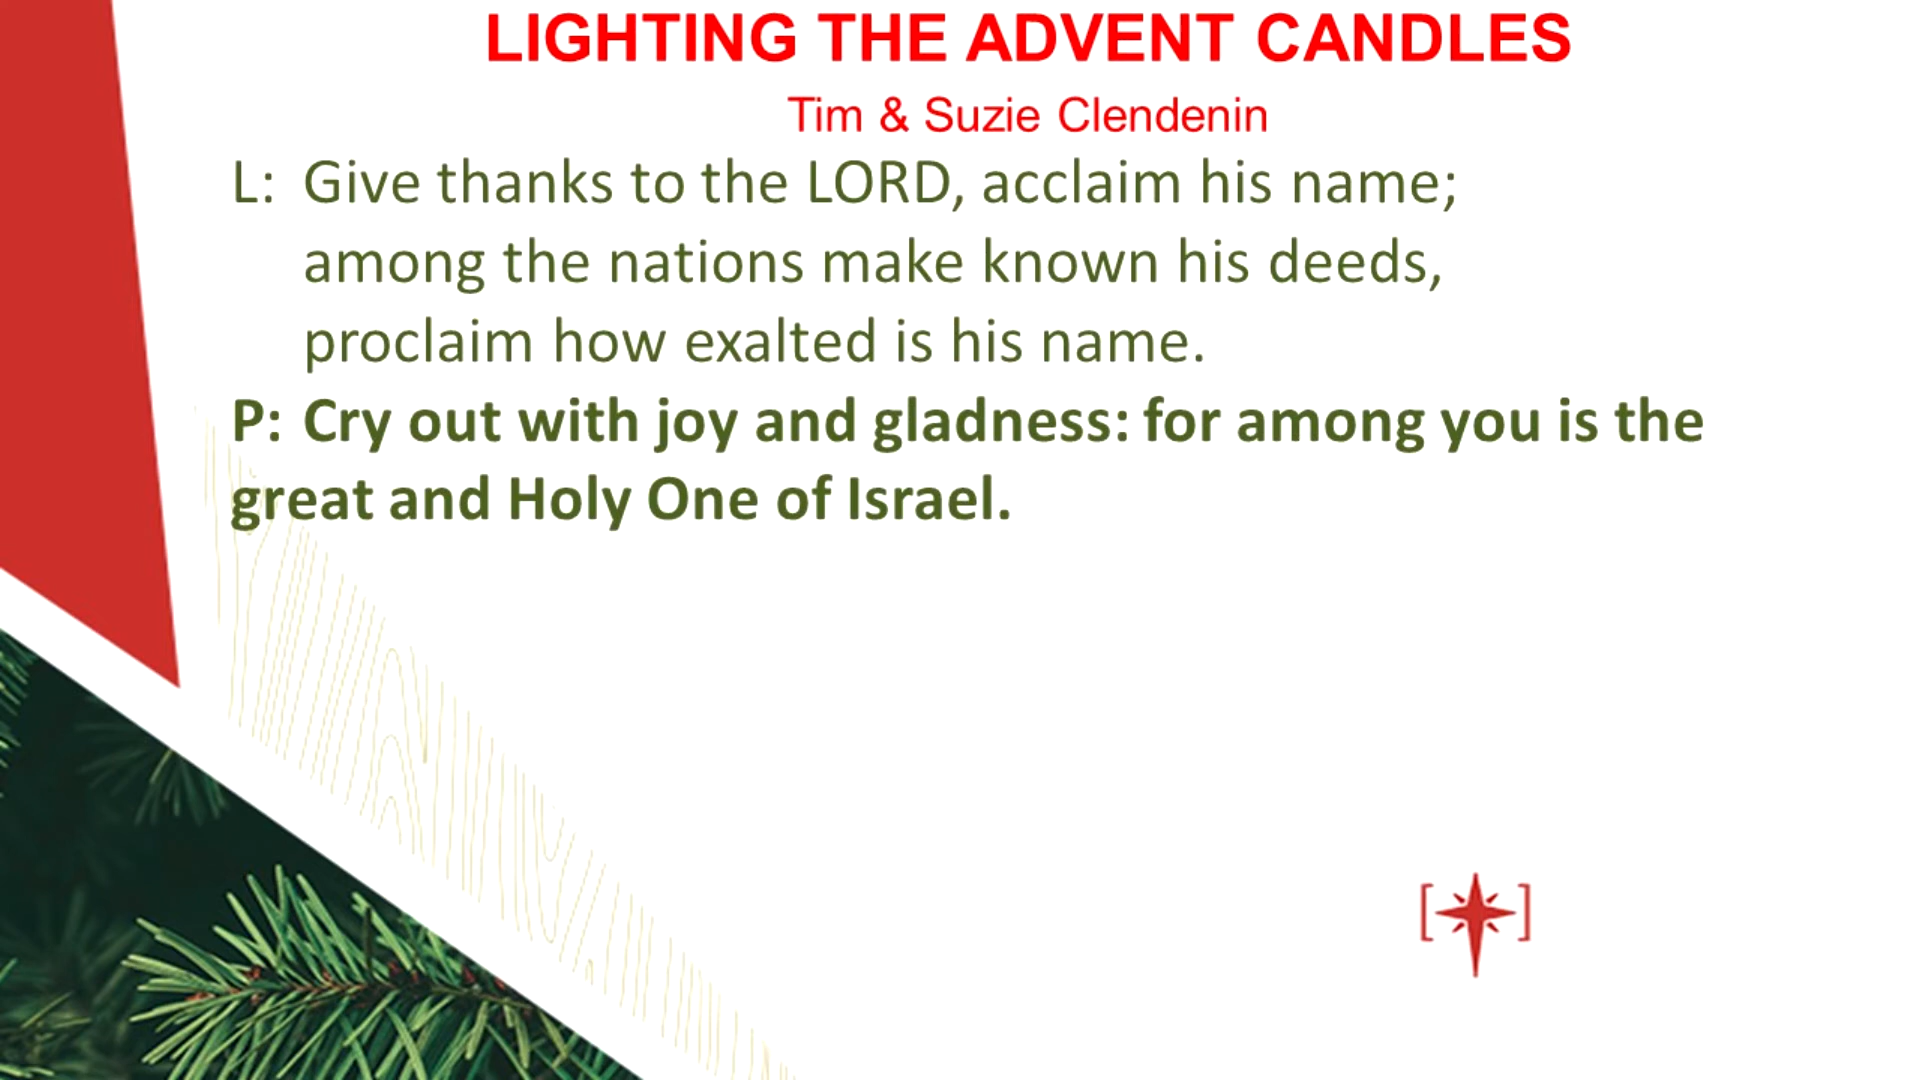 LIGHTING THE ADVENT CANDLES
Tim & Suzie Clendenin
L: Give thanks to the LORD, acclaim his name;
among the nations make known his deeds,
proclaim how exalted is his name.
P: Cry out with joy and gladness: for among you is the
great and Holy One of Israel.